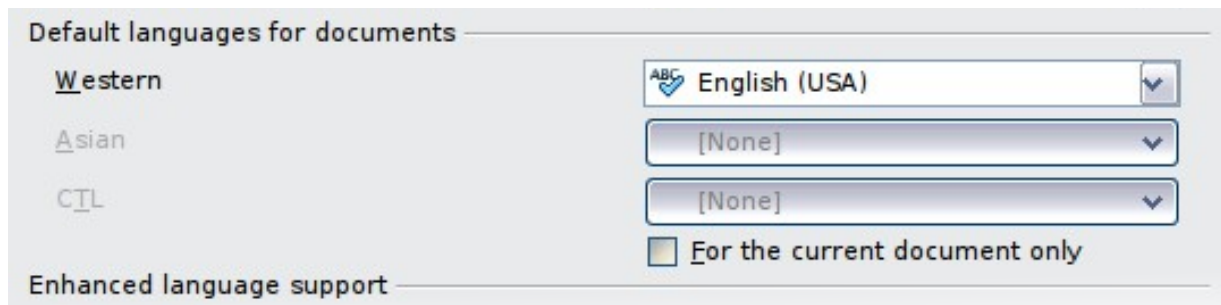 Default languages for documents
Western ABC English (USA)
Asian [None]
CTL [None]
For the current document only
Enhanced language support